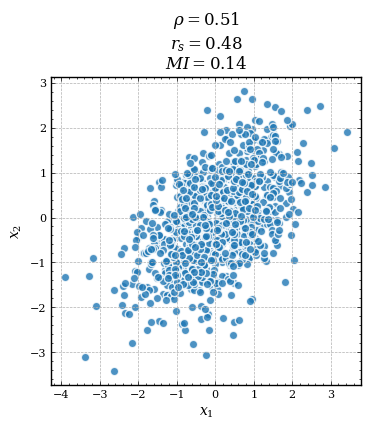 ρ = 0.51
r_s = 0.48
MI = 0.14
3
2
1
0
−1
−2
−3
x_2
−4 −3 −2 −1 0 1 2 3
x_1